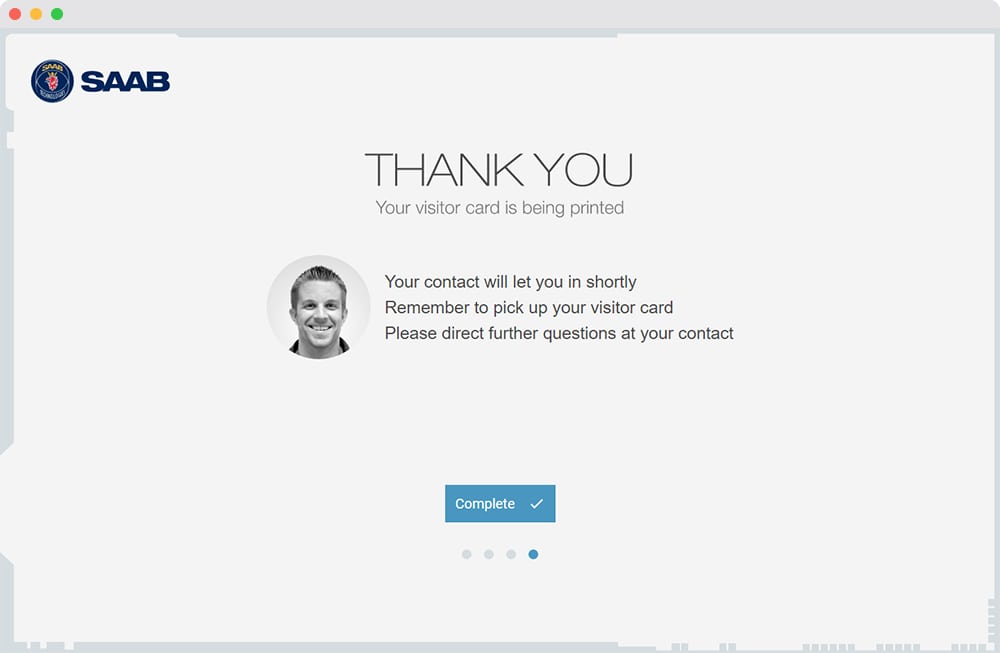 SAAB
SAAB
THANK YOU
Your visitor card is being printed
Your contact will let you in shortly
Remember to pick up your visitor card
Please direct further questions at your contact
Complete